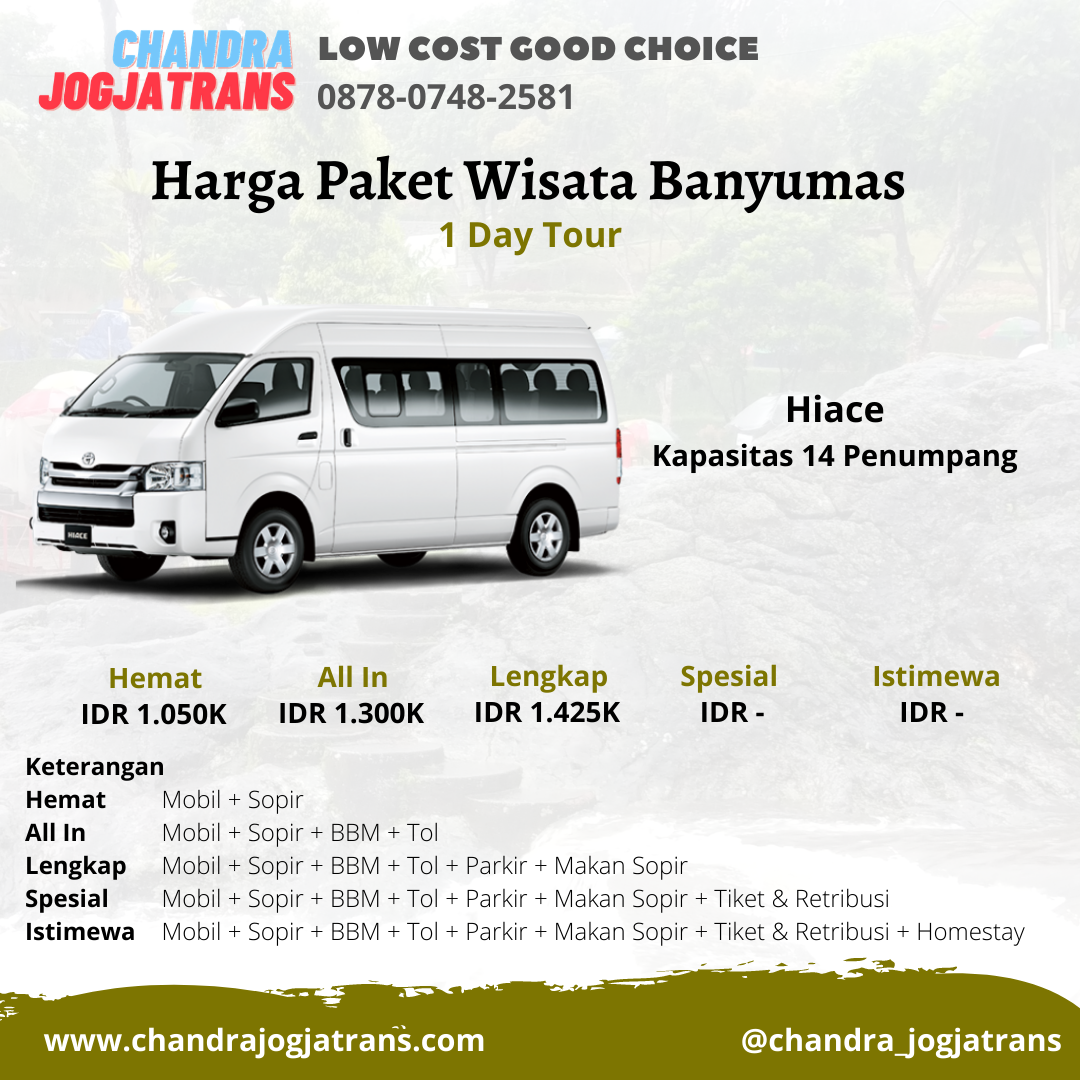 CHANDRA
JOGJATRANS
LOW COST GOOD CHOICE
0878-0748-2581
Harga Paket Wisata Banyumas
1 Day Tour
HIACE
Hiace
Kapasitas 14 Penumpang
Hemat All In Lengkap Spesial Istimewa
IDR 1.050K IDR 1.300K IDR 1.425K IDR - IDR -
Keterangan
Hemat Mobil + Sopir
All In Mobil + Sopir + BBM + Tol
Lengkap Mobil + Sopir + BBM + Tol + Parkir + Makan Sopir
Spesial Mobil + Sopir + BBM + Tol + Parkir + Makan Sopir + Tiket & Retribusi
Istimewa Mobil + Sopir + BBM + Tol + Parkir + Makan Sopir + Tiket & Retribusi + Homestay
www.chandrajogjatrans.com @chandra_jogjatrans